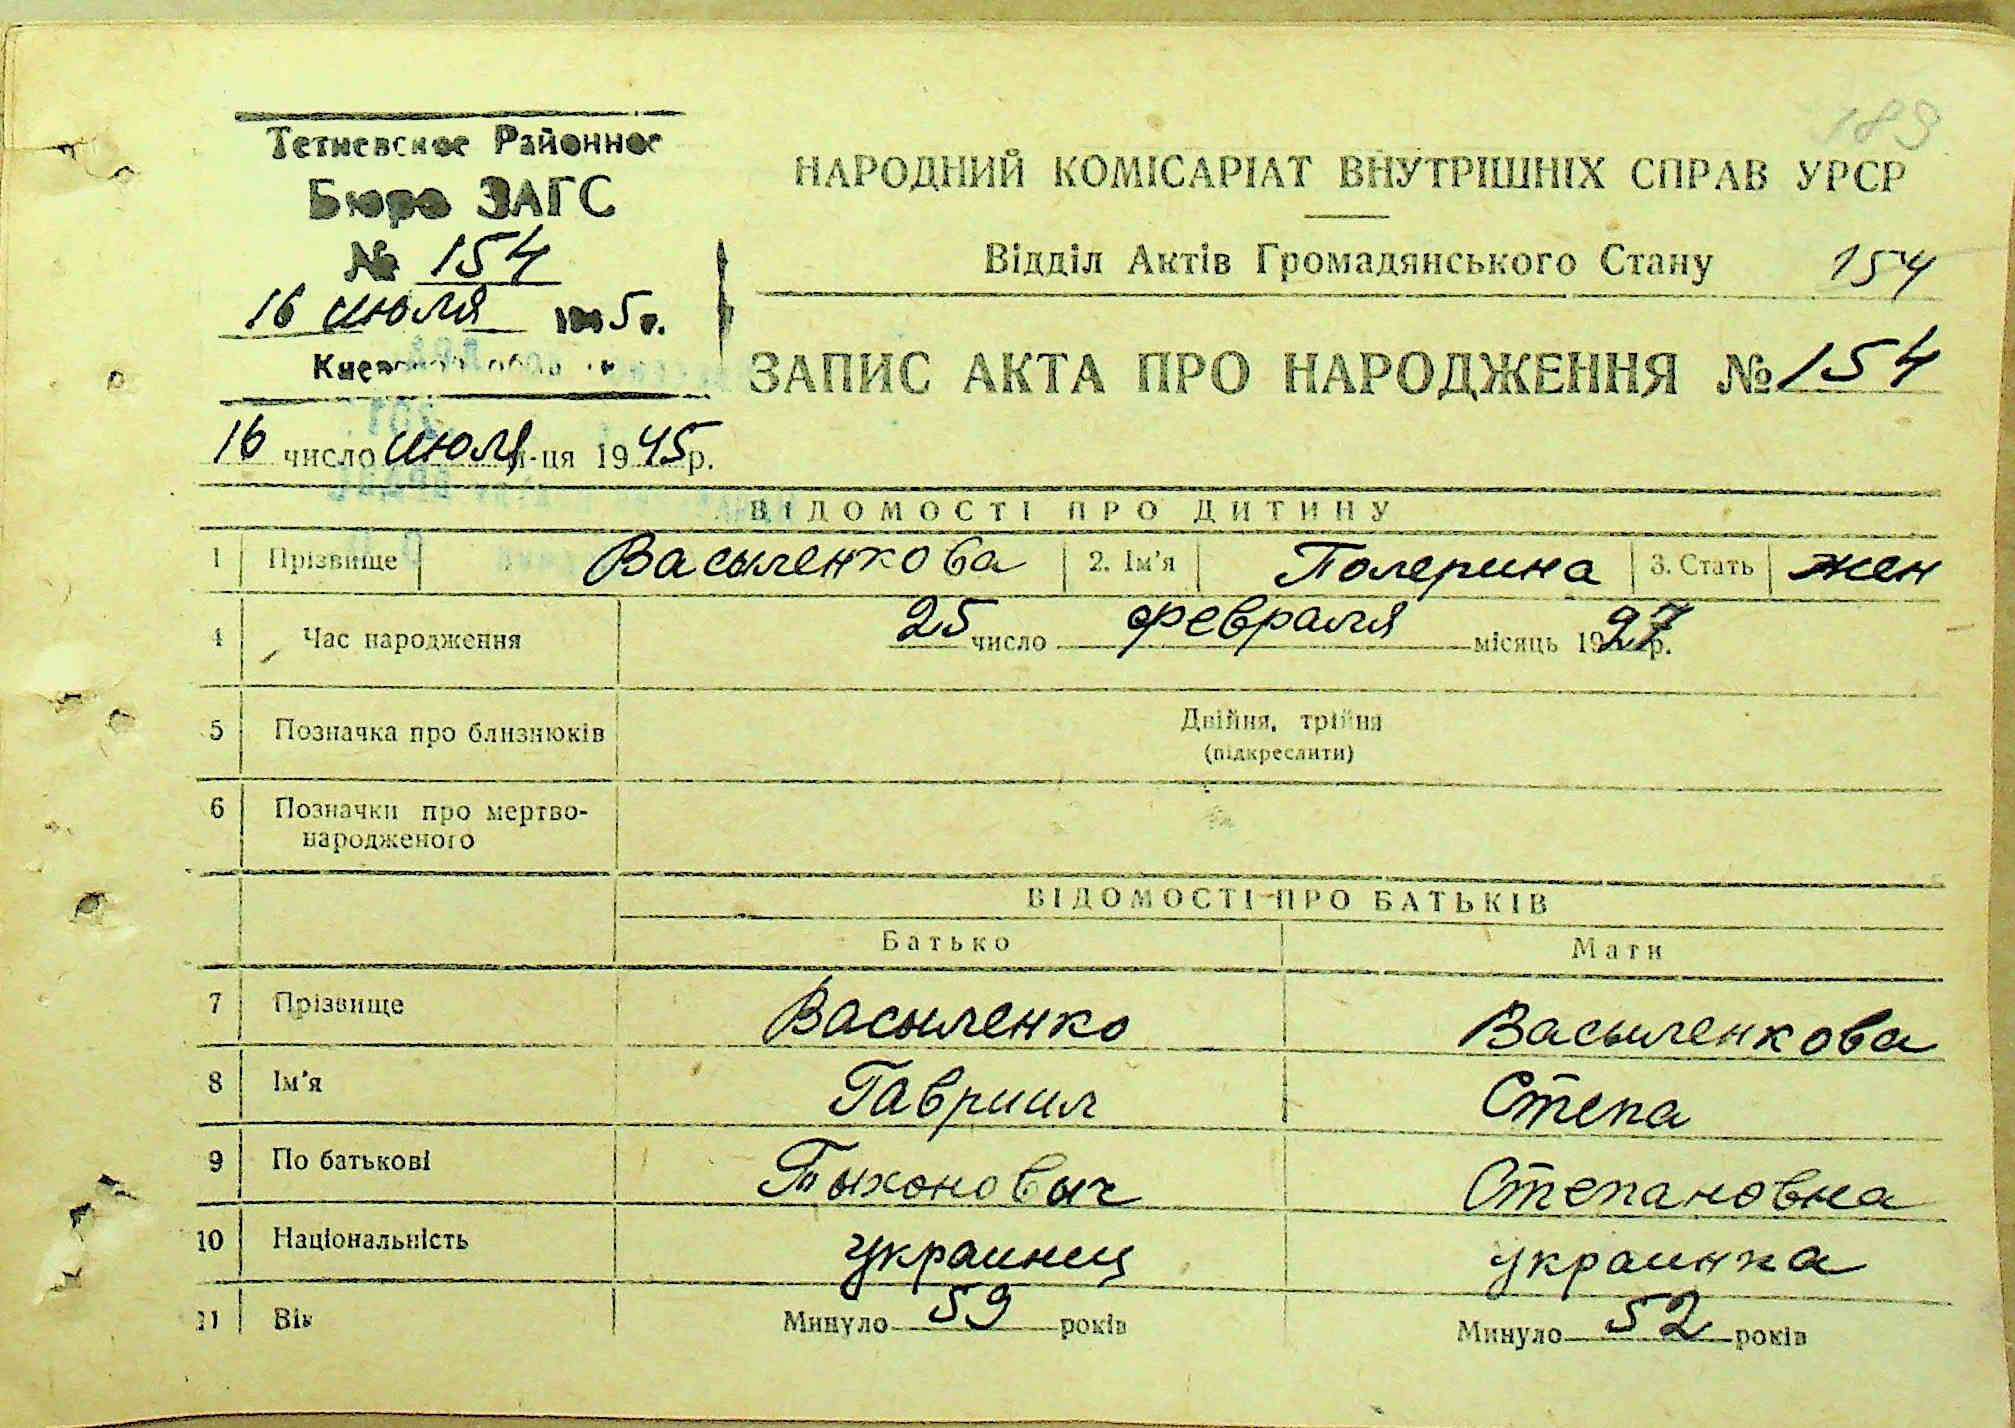 189
Тетиевское Районное
Бюро ЗАГС
№ 154
16 июля 1945 г.
НАРОДНИЙ КОМІСАРІАТ ВНУТРІШНІХ СПРАВ УРСР
Відділ Актів Громадянського Стану 154
ЗАПИС АКТА ПРО НАРОДЖЕННЯ № 154
16 число июля м-ця 1945 р.
ВІДОМОСТІ ПРО ДИТИНУ
1 Прізвище Васыленкова 2. Ім'я Полерина 3. Стать жен
4 Час народження 25 число февраля місяць 1927 р.
5 Позначка про близнюків Двійня, трійня
(підкреслити)
6 Позначки про мертво-
народженого
ВІДОМОСТІ ПРО БАТЬКІВ
Батько Мати
7 Прізвище Васыленко Васыленкова
8 Ім'я Гавриил Степа
9 По батькові Тыхоновыч Степановна
10 Національність украинец украинка
11 Вік Минуло 59 років Минуло 52 років